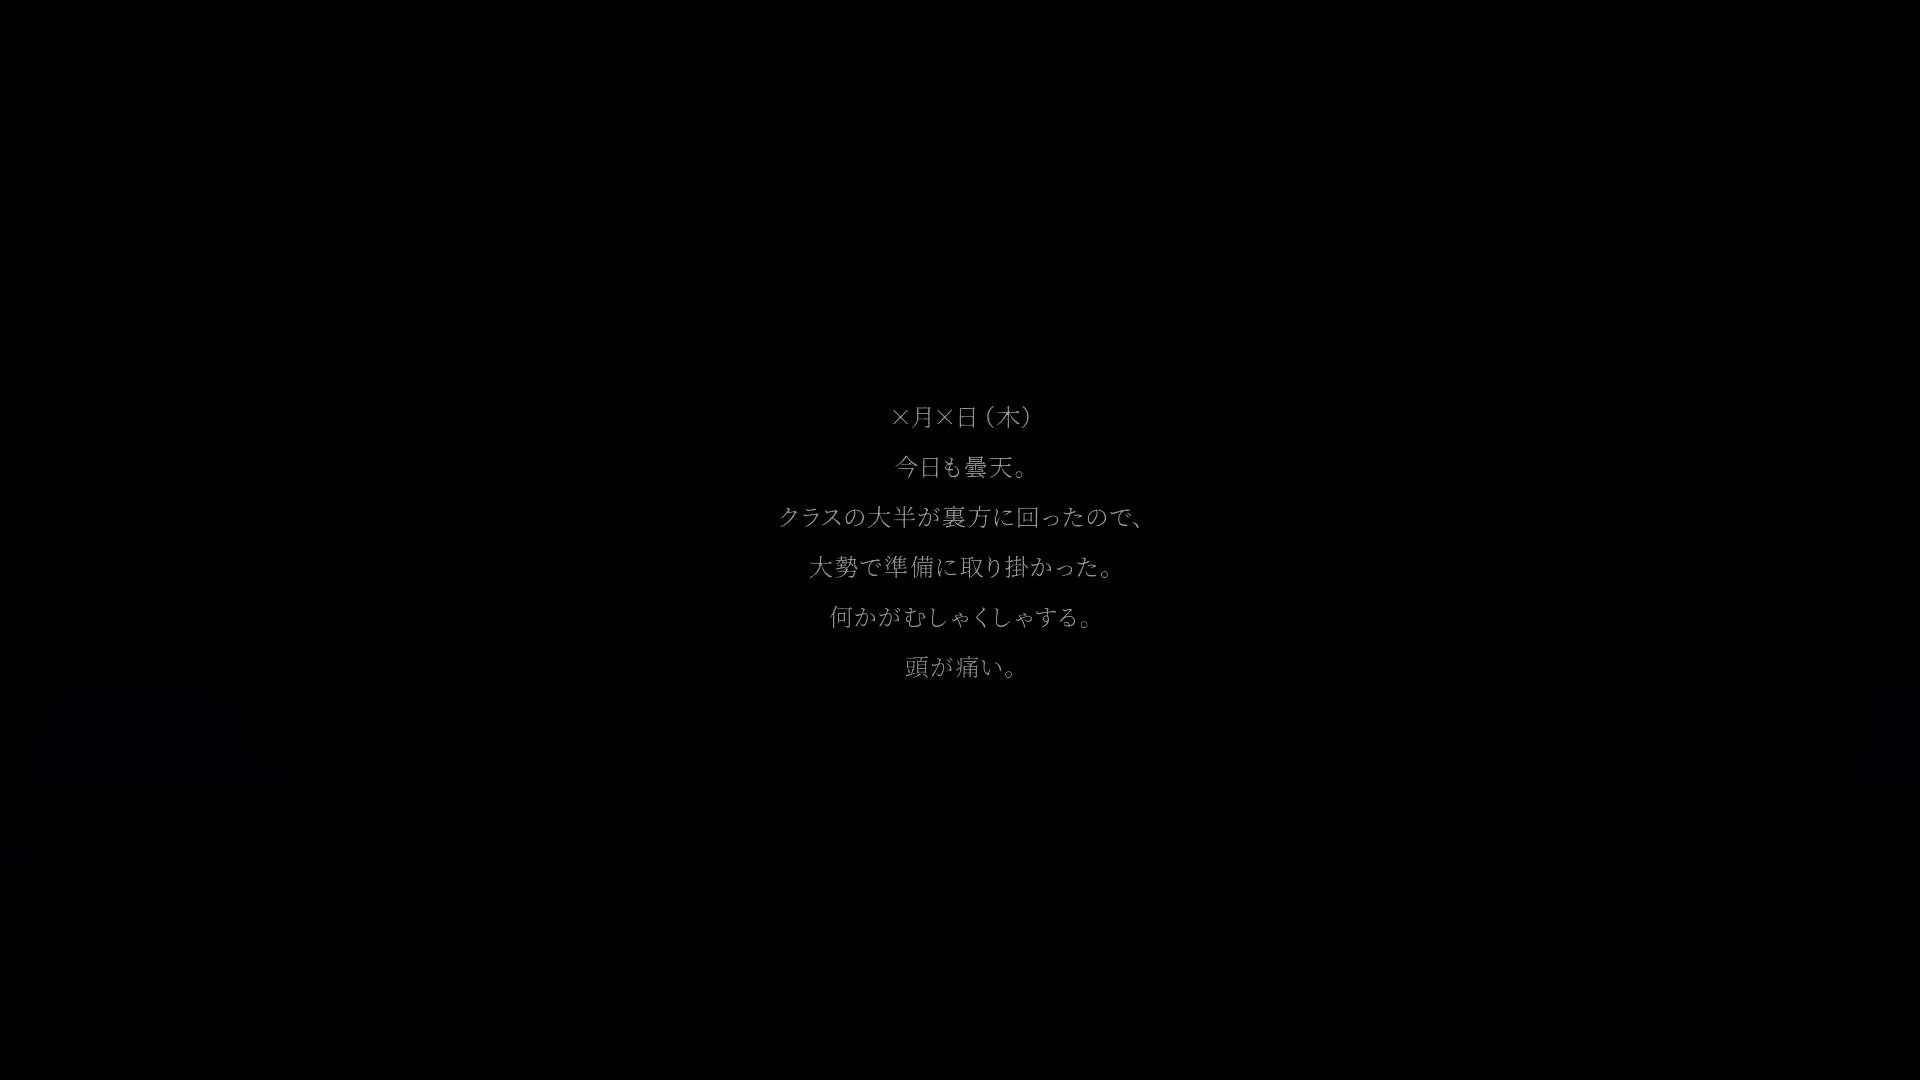 ×月×日（木）
今日も曇天。
クラスの大半が裏方に回ったので、
大勢で準備に取り掛かった。
何かがむしゃくしゃする。
頭が痛い。